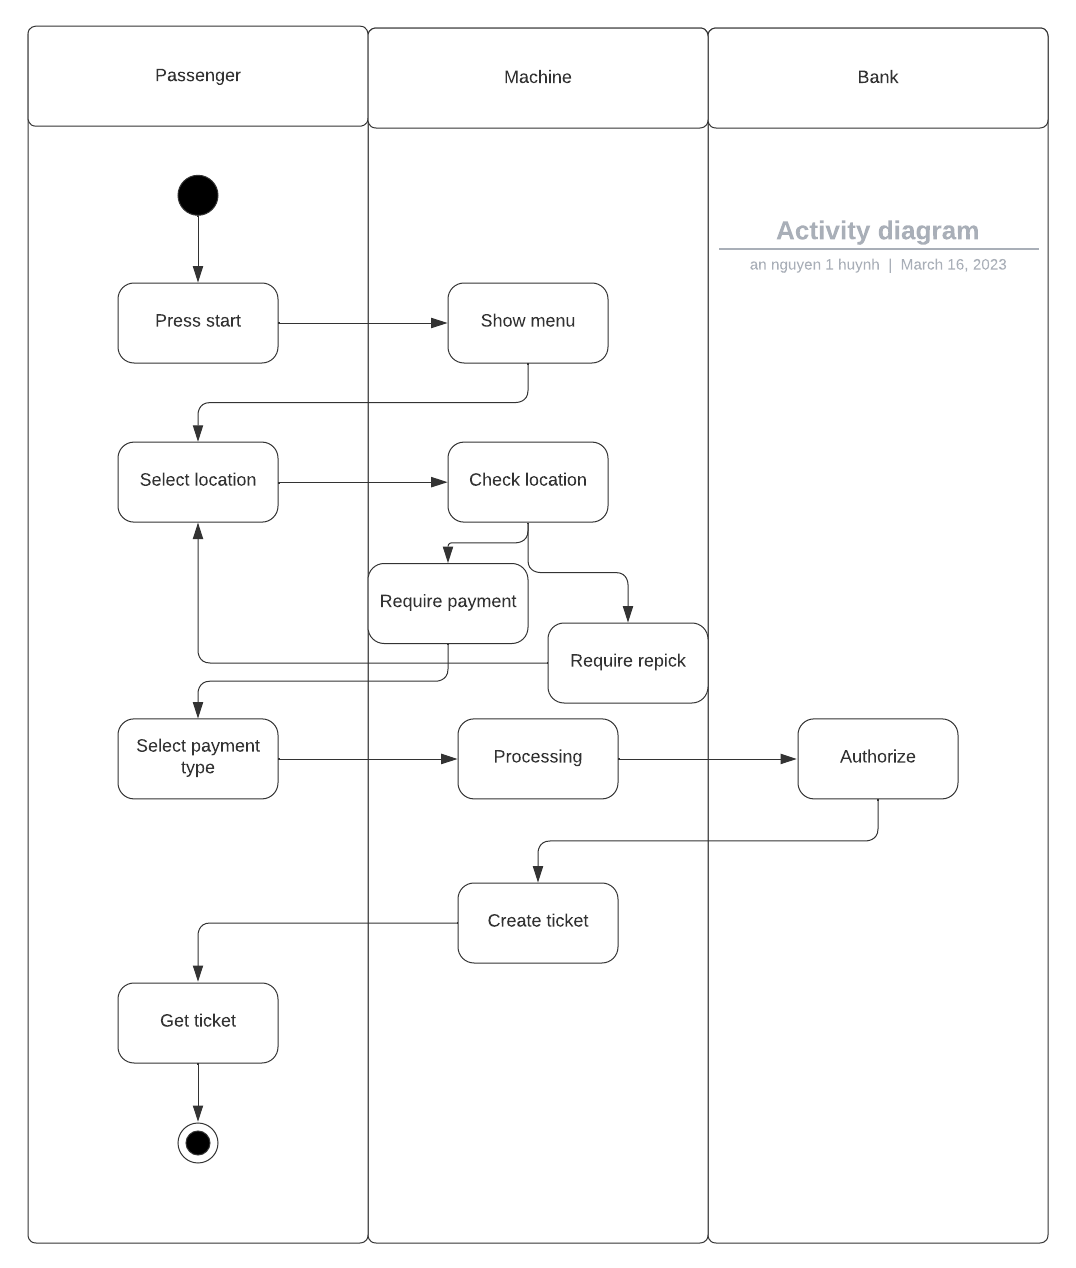 Passenger
Machine
Bank
Activity diagram
an nguyen 1 huynh | March 16, 2023
Press start
Show menu
Select location
Check location
Require payment
Require repick
Select payment
type
Processing
Authorize
Create ticket
Get ticket